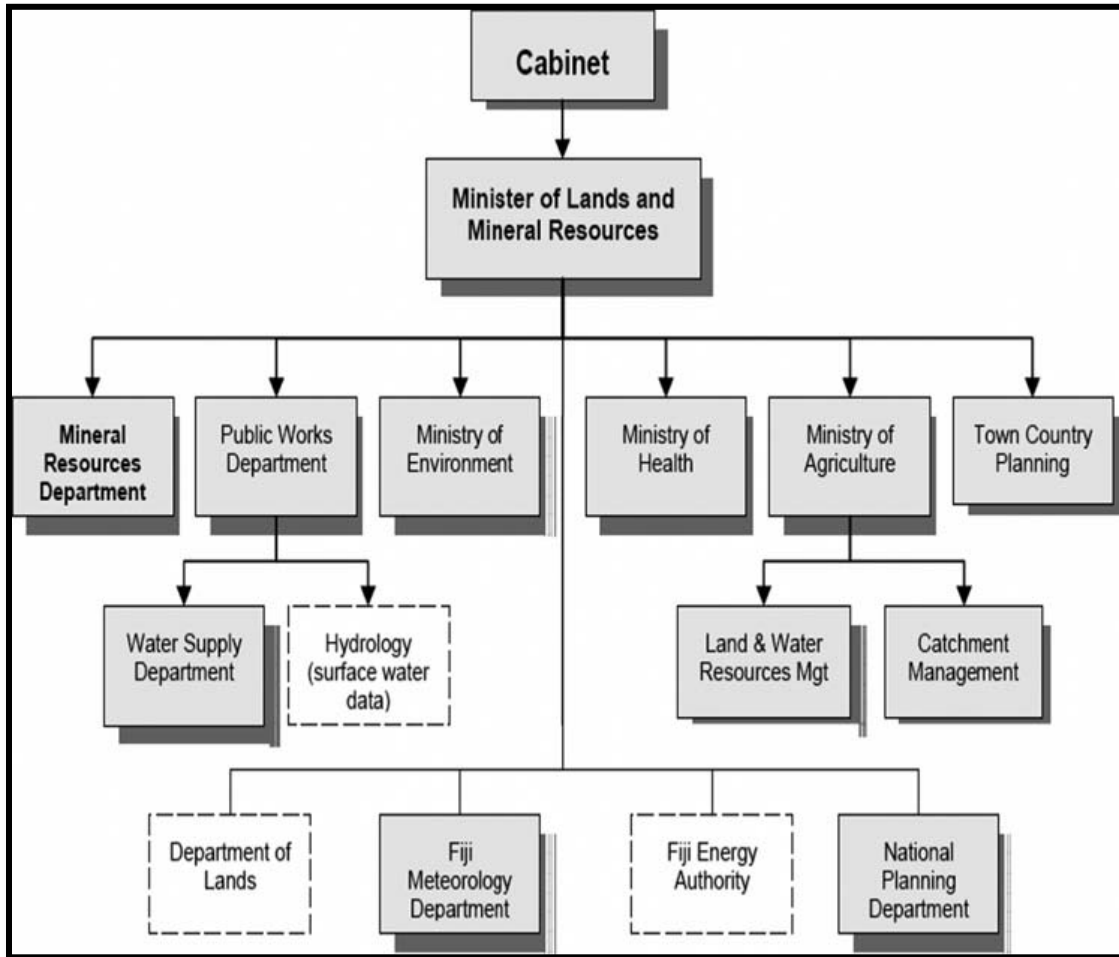 Cabinet
Minister of Lands and
Mineral Resources
Mineral
Resources
Department
Public Works
Department
Ministry of
Environment
Ministry of
Health
Ministry of
Agriculture
Town Country
Planning
Water Supply
Department
Hydrology
(surface water
data)
Land & Water
Resources Mgt
Catchment
Management
Department of
Lands
Fiji
Meteorology
Department
Fiji Energy
Authority
National
Planning
Department